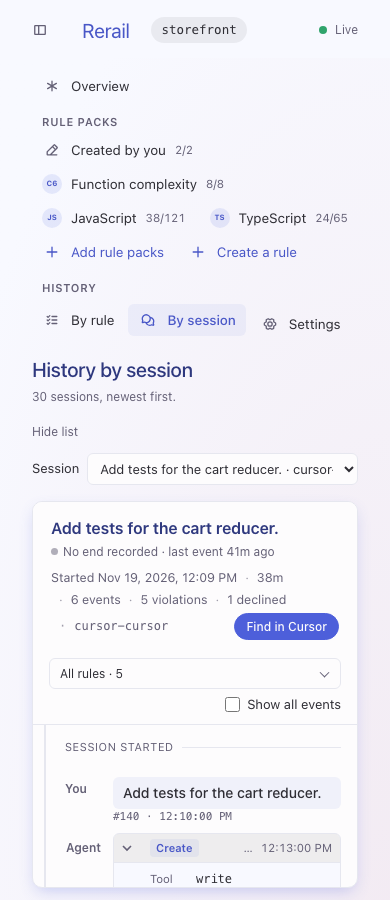 Rerail storefront Live
Overview
RULE PACKS
Created by you 2/2
C6 Function complexity 8/8
JS JavaScript 38/121 TS TypeScript 24/65
Add rule packs Create a rule
HISTORY
By rule By session Settings
History by session
30 sessions, newest first.
Hide list
Session Add tests for the cart reducer. · cursor-
Add tests for the cart reducer.
No end recorded · last event 41m ago
Started Nov 19, 2026, 12:09 PM · 38m
· 6 events · 5 violations · 1 declined
· cursor-cursor Find in Cursor
All rules · 5
Show all events
SESSION STARTED
You Add tests for the cart reducer.
#140 · 12:10:00 PM
Agent Create … 12:13:00 PM
Tool write